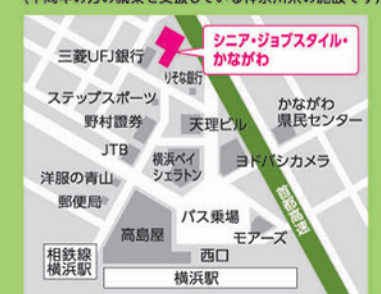 (中高年の方の就業を支援している神奈川県の施設です)
シニア・ジョブスタイル・
かながわ
三菱UFJ銀行
りそな銀行
ステップスポーツ
かながわ
県民センター
野村證券
天理ビル
JTB
横浜ベイ
シェラトン
ヨドバシカメラ
洋服の青山
郵便局
バス乗場
高島屋
モアーズ
相鉄線
横浜駅
西口
横浜駅